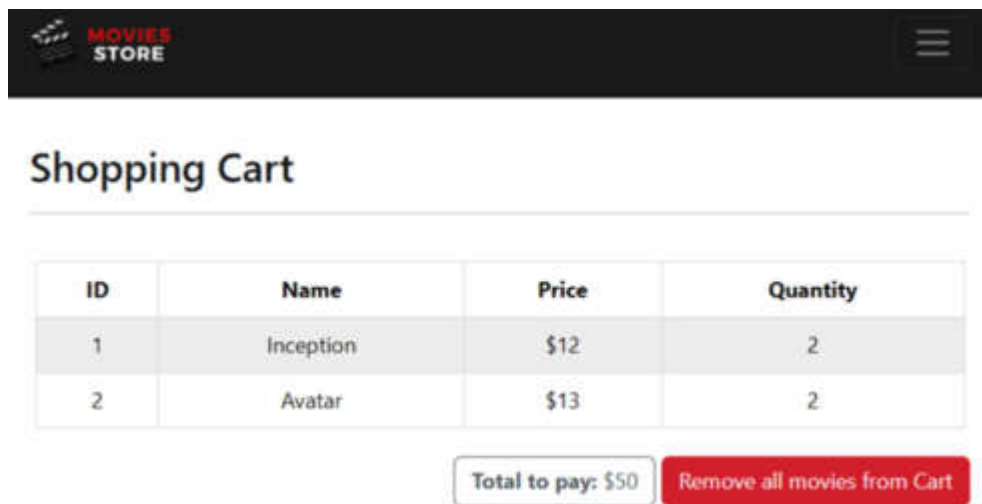 MOVIES
STORE
Shopping Cart
ID Name Price Quantity
1 Inception $12 2
2 Avatar $13 2
Total to pay: $50 Remove all movies from Cart